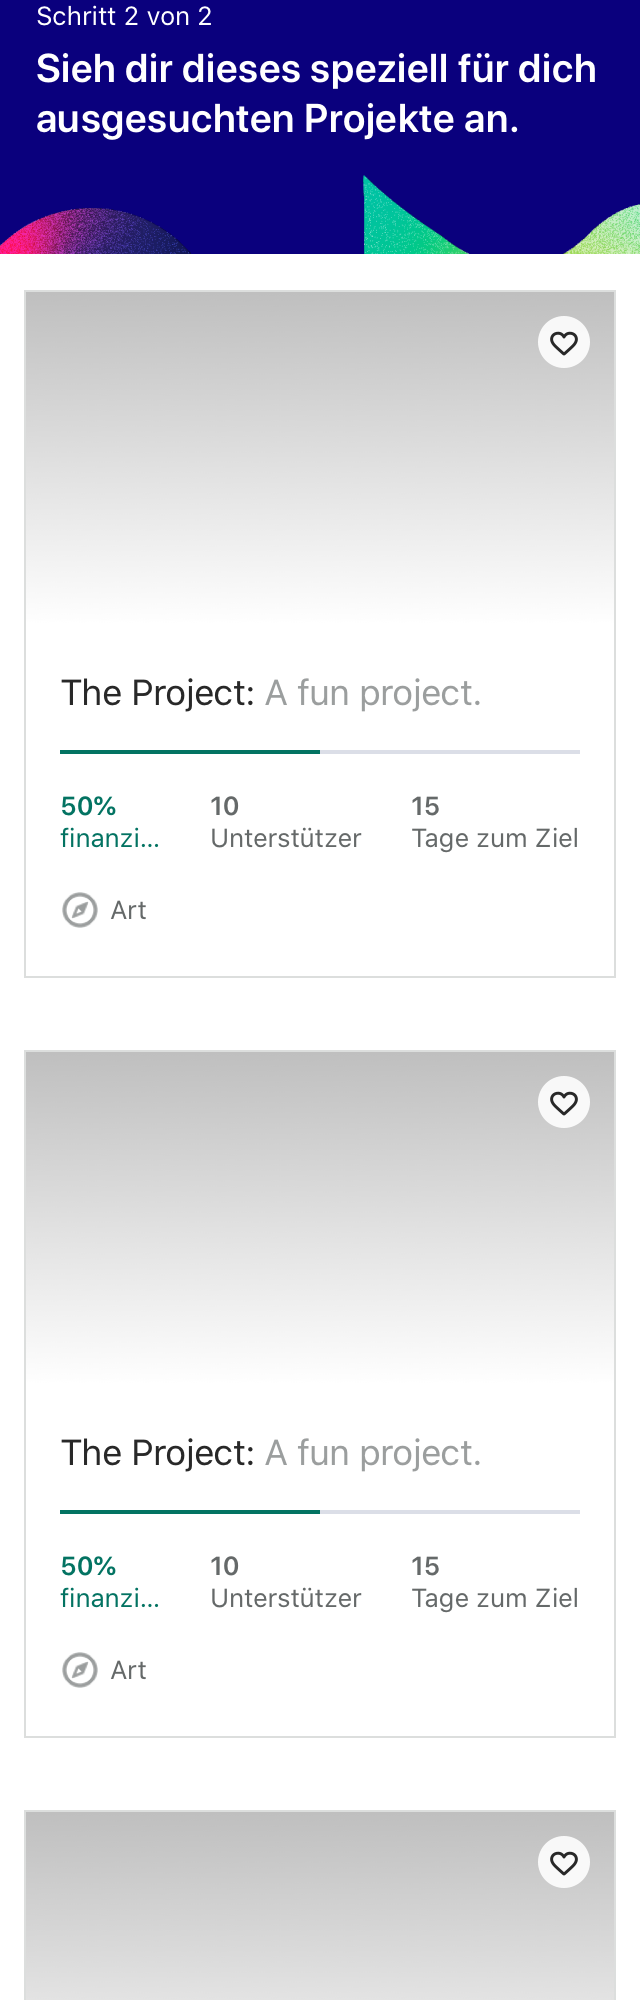 Schritt 2 von 2
Sieh dir dieses speziell für dich
ausgesuchten Projekte an.
The Project: A fun project.
50%
finanzi...
10
Unterstützer
15
Tage zum Ziel
Art
The Project: A fun project.
50%
finanzi...
10
Unterstützer
15
Tage zum Ziel
Art